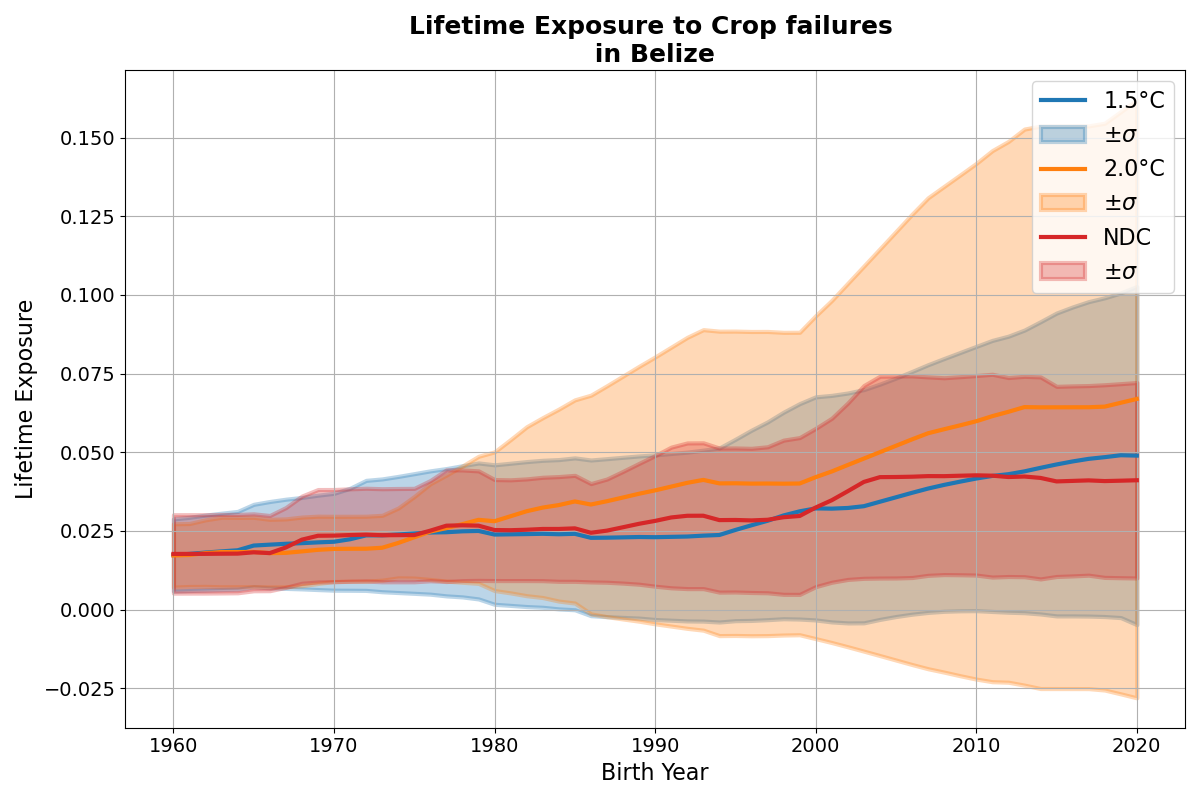 Lifetime Exposure to Crop failures
in Belize
1.5°C
±σ
2.0°C
±σ
NDC
±σ
Lifetime Exposure
0.150
0.125
0.100
0.075
0.050
0.025
0.000
−0.025
1960 1970 1980 1990 2000 2010 2020
Birth Year